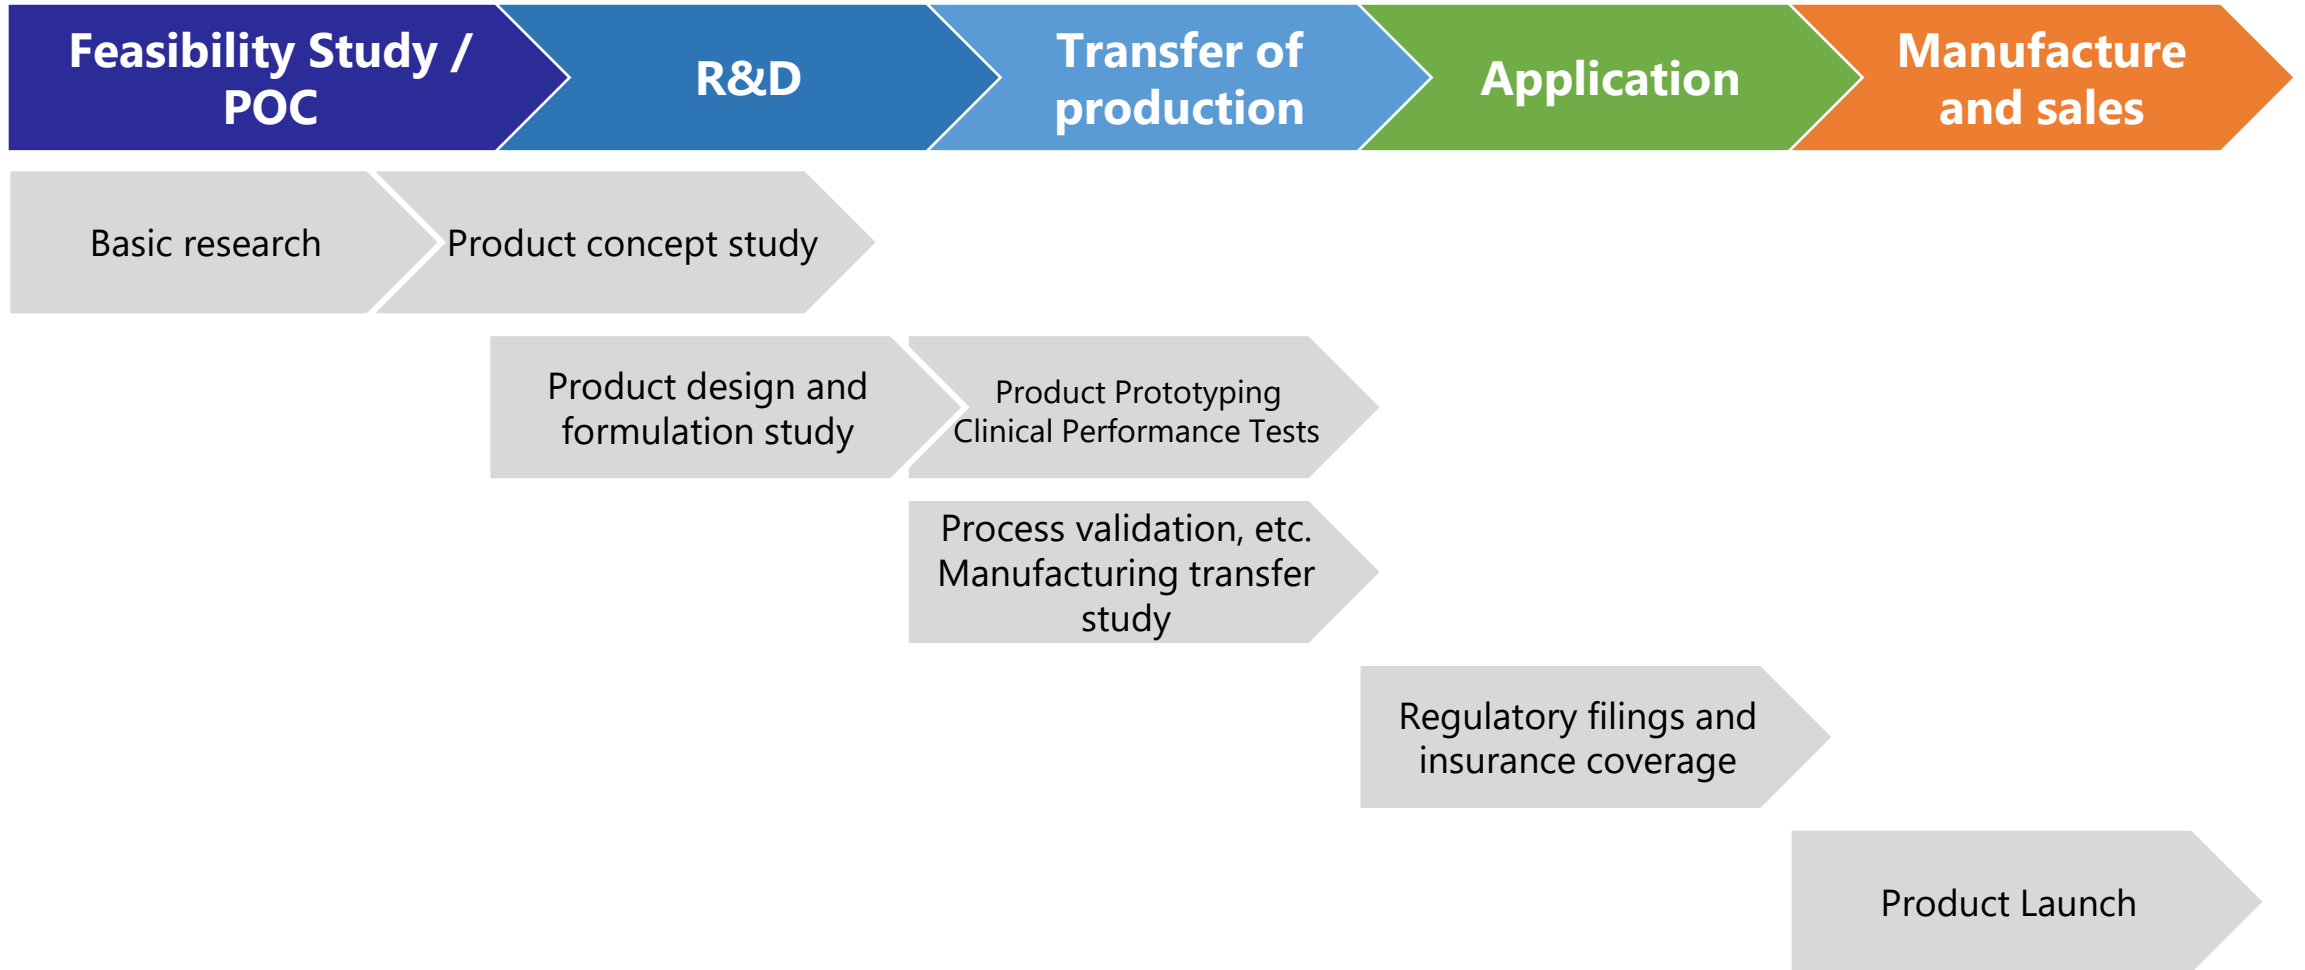 Feasibility Study /
POC
R&D
Transfer of
production
Application
Manufacture
and sales
Basic research
Product concept study
Product design and
formulation study
Product Prototyping
Clinical Performance Tests
Process validation, etc.
Manufacturing transfer
study
Regulatory filings and
insurance coverage
Product Launch